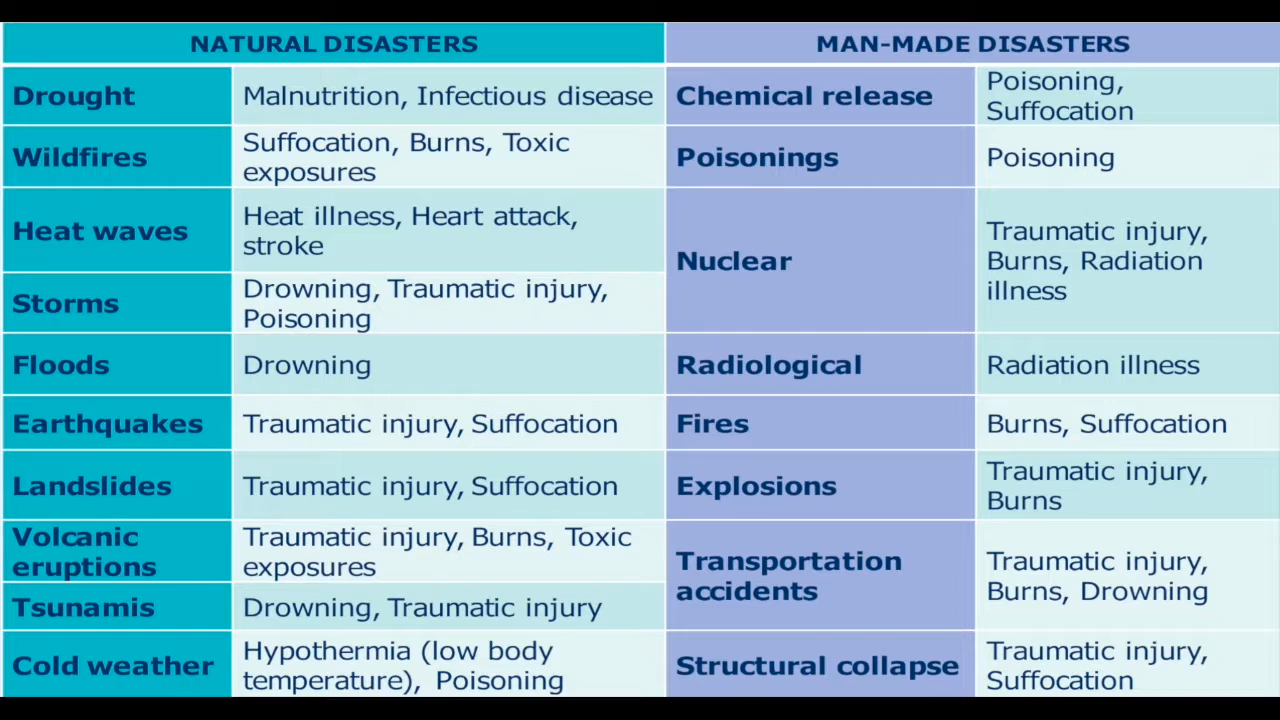 NATURAL DISASTERS
MAN-MADE DISASTERS
Drought
Malnutrition, Infectious disease
Chemical release
Poisoning,
Suffocation
Wildfires
Suffocation, Burns, Toxic
exposures
Poisonings
Poisoning
Heat waves
Heat illness, Heart attack,
stroke
Nuclear
Traumatic injury,
Burns, Radiation
illness
Storms
Drowning, Traumatic injury,
Poisoning
Floods
Drowning
Radiological
Radiation illness
Earthquakes
Traumatic injury, Suffocation
Fires
Burns, Suffocation
Landslides
Traumatic injury, Suffocation
Explosions
Traumatic injury,
Burns
Volcanic
eruptions
Traumatic injury, Burns, Toxic
exposures
Transportation
accidents
Traumatic injury,
Burns, Drowning
Tsunamis
Drowning, Traumatic injury
Cold weather
Hypothermia (low body
temperature), Poisoning
Structural collapse
Traumatic injury,
Suffocation